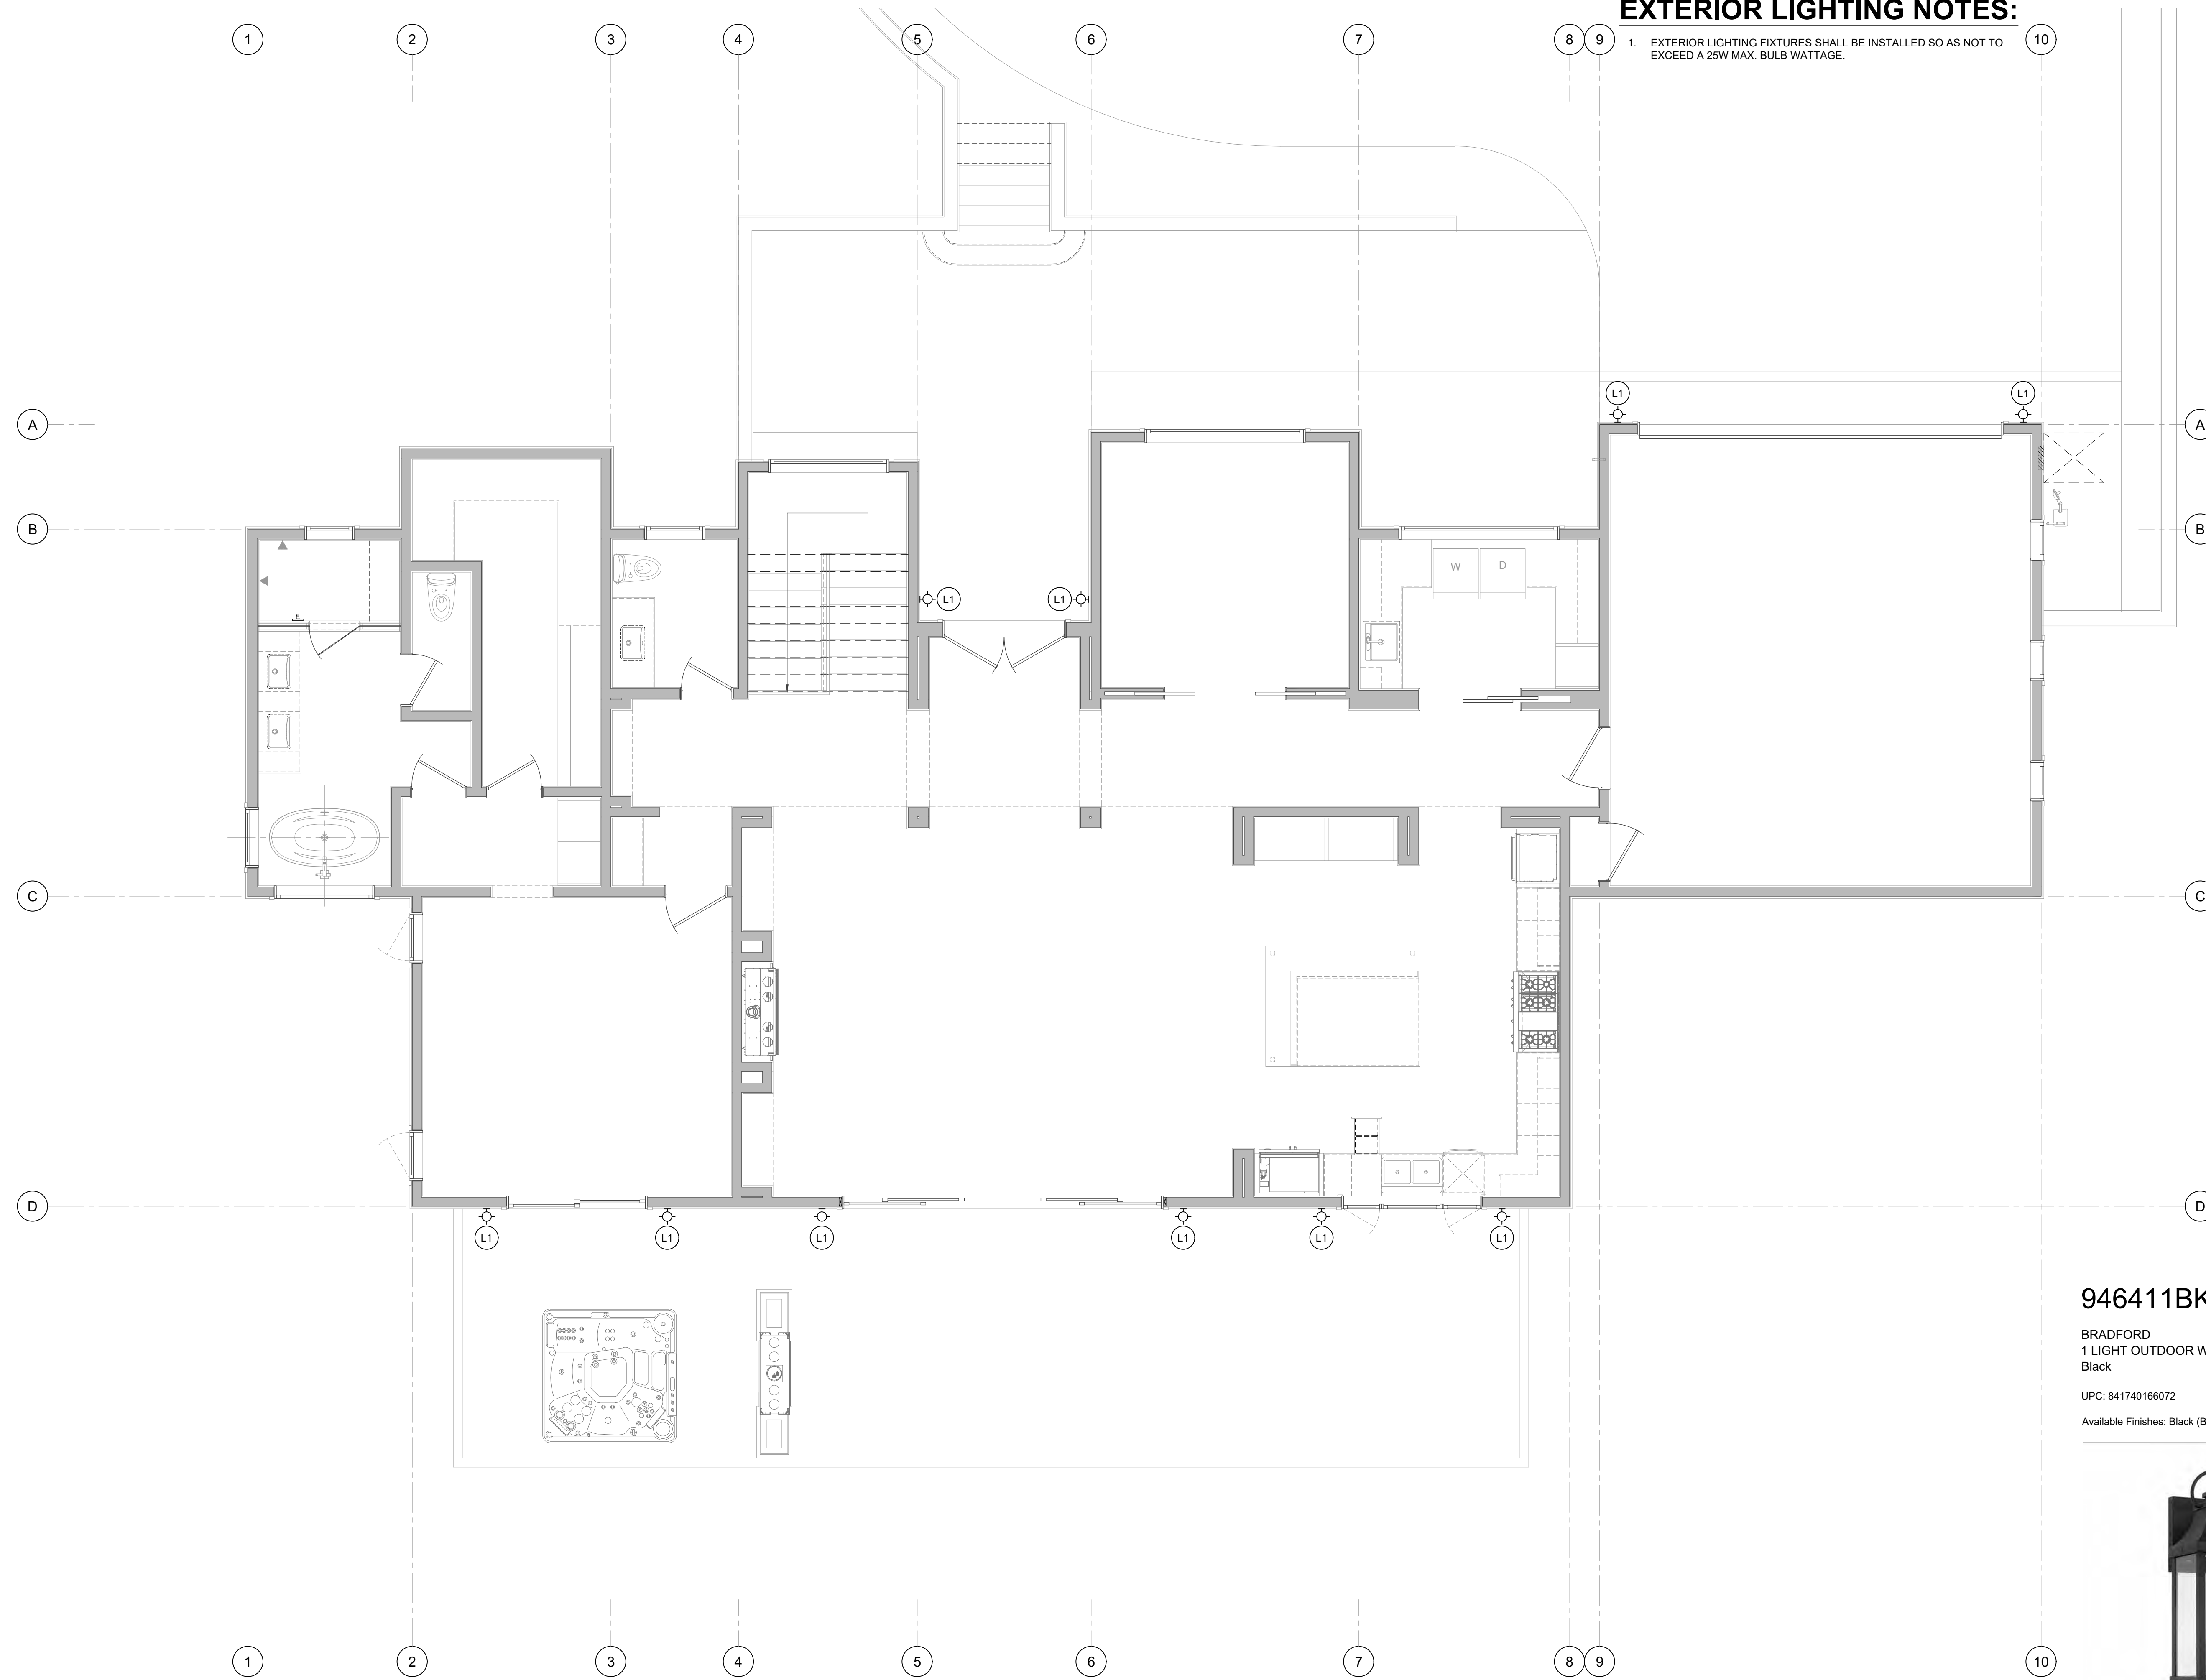 EXTERIOR LIGHTING NOTES:
1 2 3 4 5 6 7 8 9 10
1. EXTERIOR LIGHTING FIXTURES SHALL BE INSTALLED SO AS NOT TO
EXCEED A 25W MAX. BULB WATTAGE.
L1 L1
A A
B B
W D
L1 L1
C C
D D
L1 L1 L1 L1 L1 L1
946411BK
BRADFORD
1 LIGHT OUTDOOR W
Black
UPC: 841740166072
Available Finishes: Black (B
1 2 3 4 5 6 7 8 9 10